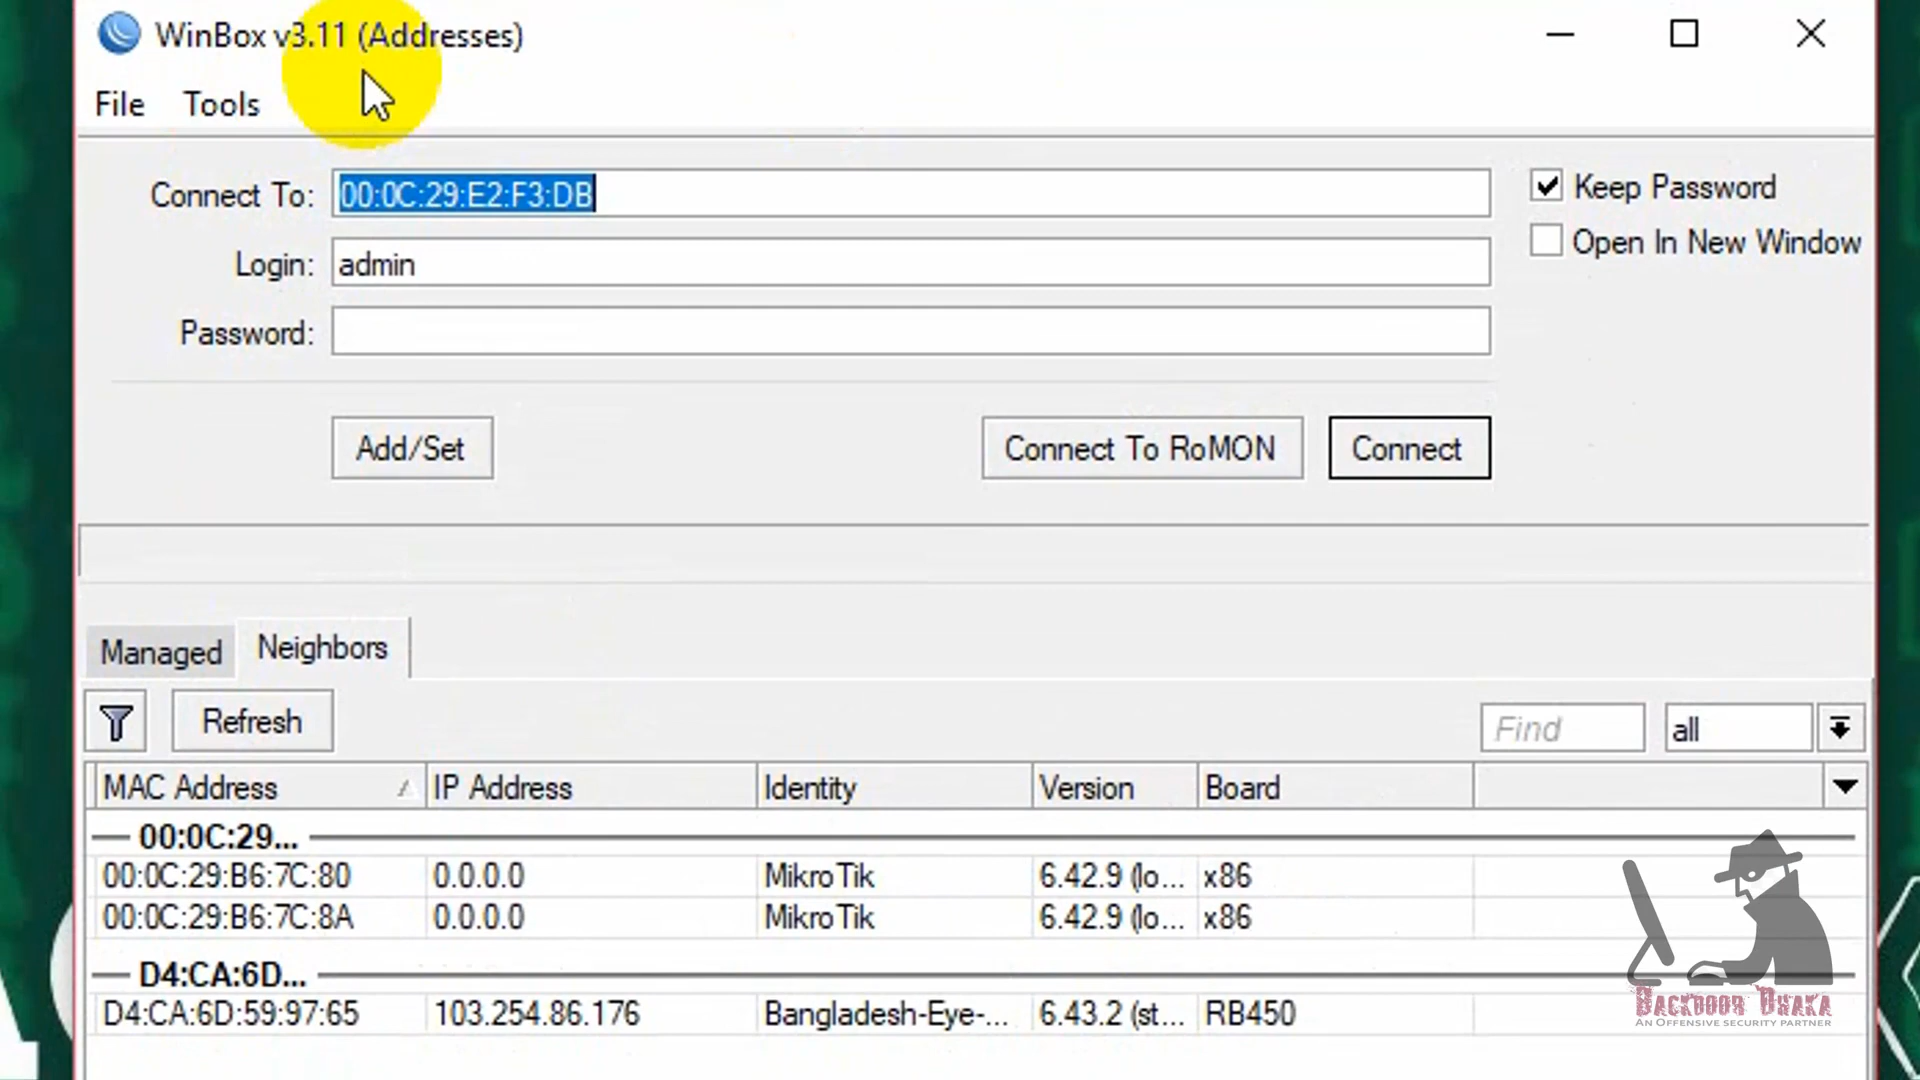 WinBox v3.11 (Addresses)
File Tools
Connect To: 00:0C:29:E2:F3:DB
Keep Password
Open In New Window
Login: admin
Password:
Add/Set Connect To RoMON Connect
Managed Neighbors
Refresh Find all
MAC Address IP Address Identity Version Board
00:0C:29...
00:0C:29:B6:7C:80 0.0.0.0 MikroTik 6.42.9 (lo... x86
00:0C:29:B6:7C:8A 0.0.0.0 MikroTik 6.42.9 (lo... x86
D4:CA:6D...
D4:CA:6D:59:97:65 103.254.86.176 Bangladesh-Eye-... 6.43.2 (st... RB450
Backdoor Dhaka
An Offensive security partner